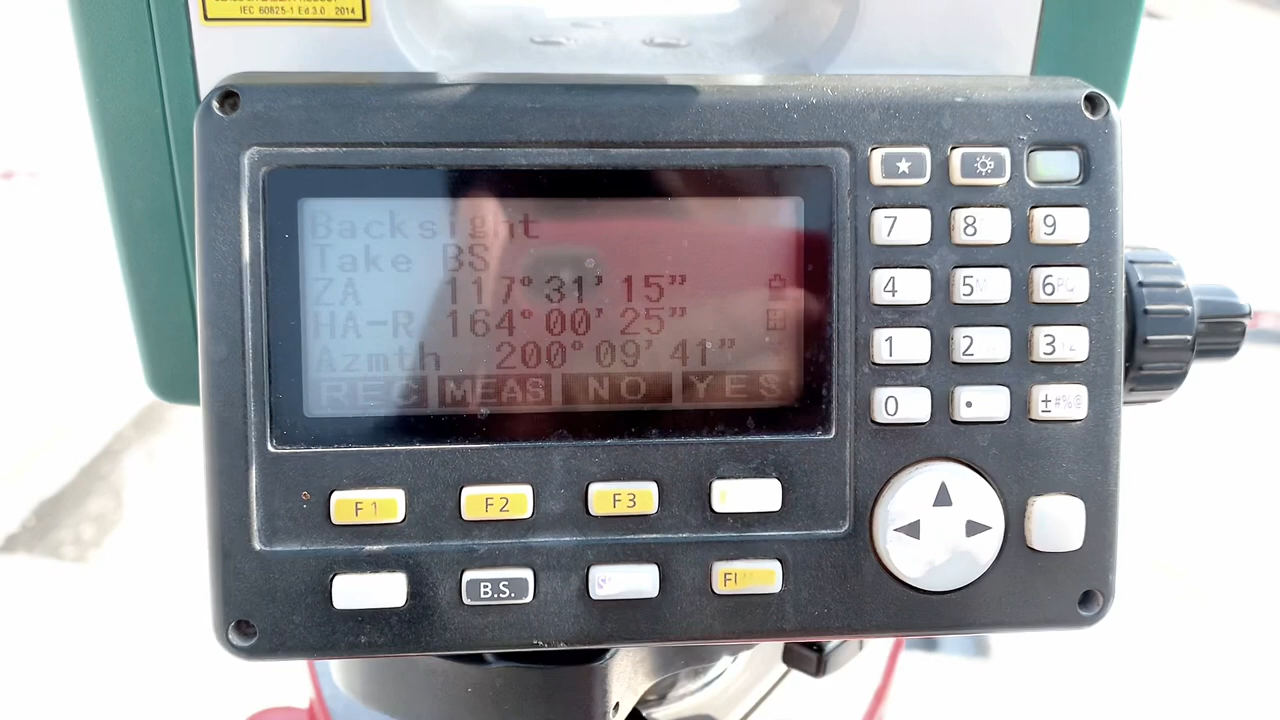 IEC 60825-1 Ed.3.0 2014
Backsight
Take BS
ZA 117°31'15"
HA-R 164°00'25"
Azmth 200°09'41"
REC MEAS NO YES
★
7 8 9
4 5 6
1 2 3
0 . ±#%@
F1 F2 F3
B.S.